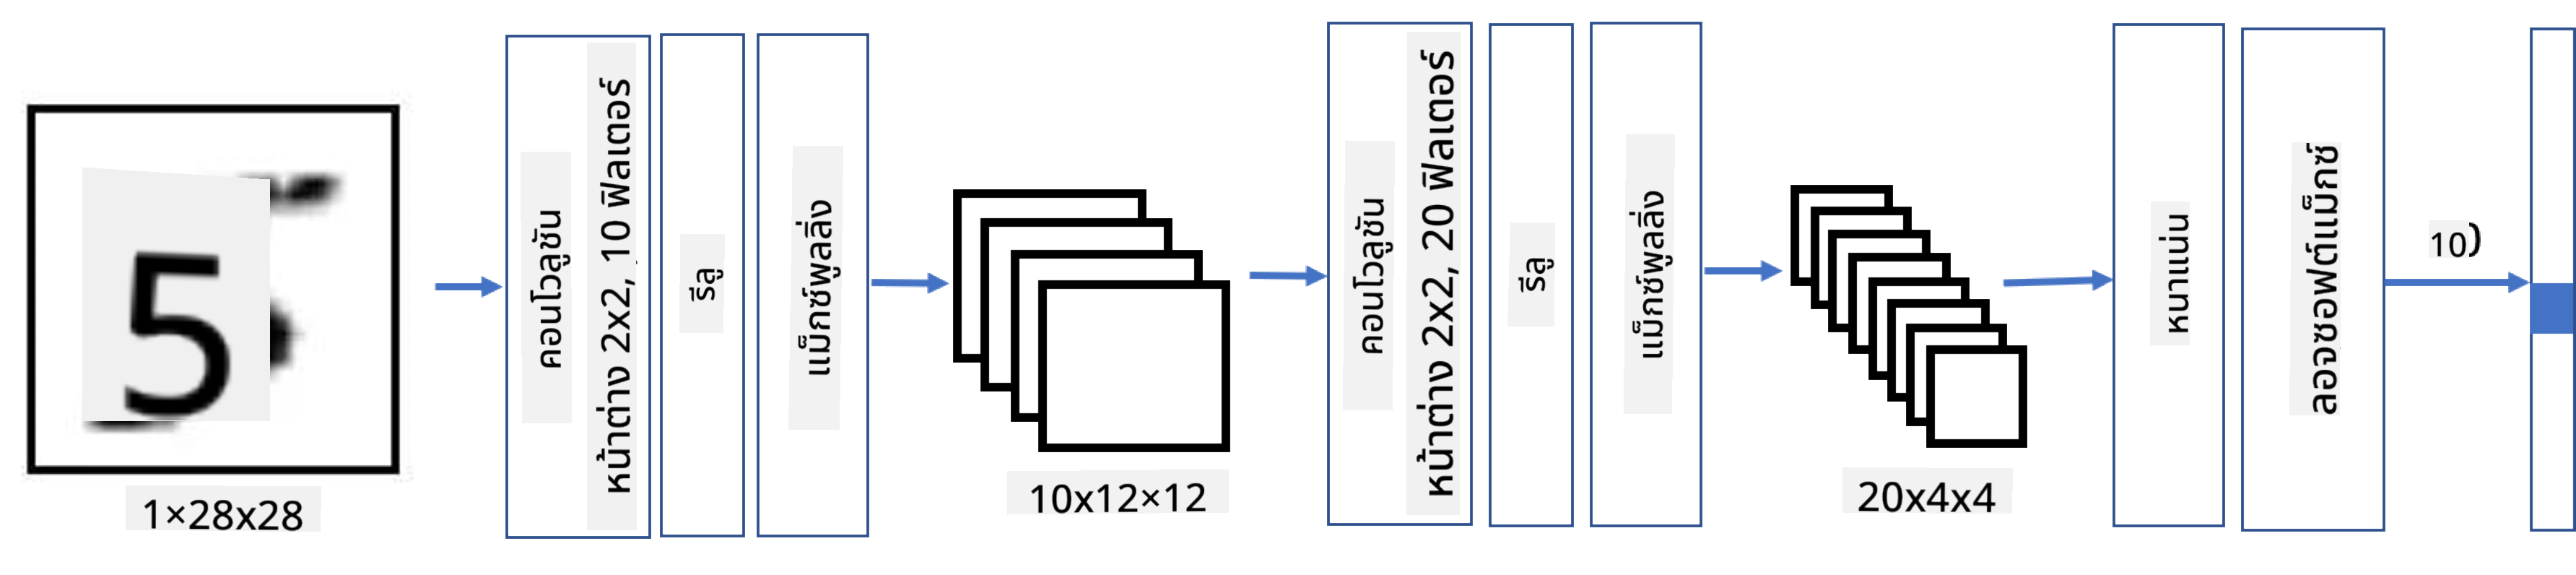 5
1×28x28
คอนโวลูชัน
หน้าต่าง 2x2, 10 ฟิลเตอร์
รีลู
แม็กซ์พูลลิ่ง
10x12×12
คอนโวลูชัน
หน้าต่าง 2x2, 20 ฟิลเตอร์
รีลู
แม็กซ์พูลลิ่ง
20x4x4
หนาแน่น
ลอจซอฟต์แม็กซ์
10)